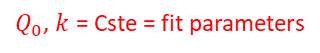 Q₀, k = Cste = fit parameters